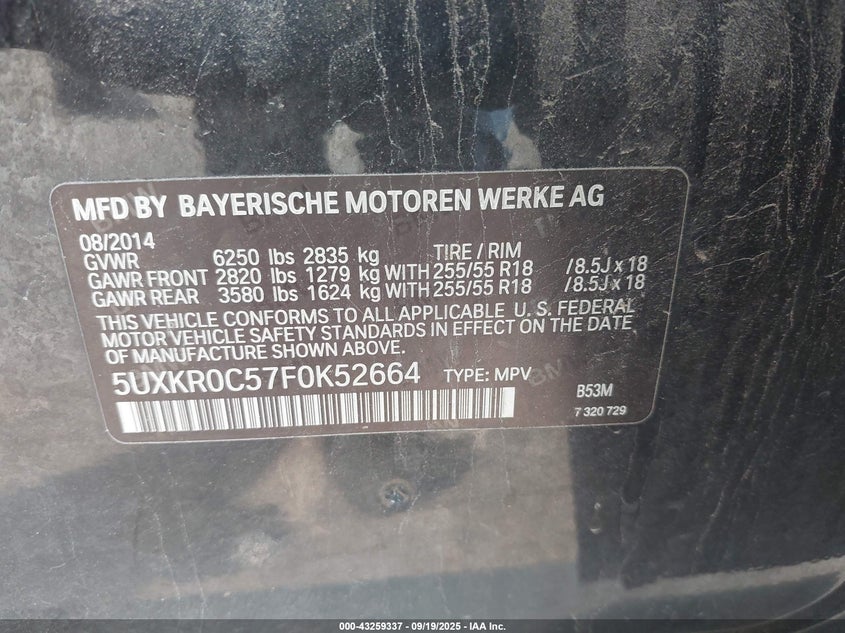 MFD BY BAYERISCHE MOTOREN WERKE AG
08/2014
GVWR 6250 lbs 2835 kg TIRE / RIM
GAWR FRONT 2820 lbs 1279 kg WITH 255/55 R18 /8.5J x 18
GAWR REAR 3580 lbs 1624 kg WITH 255/55 R18 /8.5J x 18
THIS VEHICLE CONFORMS TO ALL APPLICABLE U. S. FEDERAL
MOTOR VEHICLE SAFETY STANDARDS IN EFFECT ON THE DATE
OF MANUFACTURE SHOWN ABOVE.
5UXKR0C57F0K52664 TYPE: MPV B53M
7 320 729
000-43259337 - 09/19/2025 - IAA Inc.